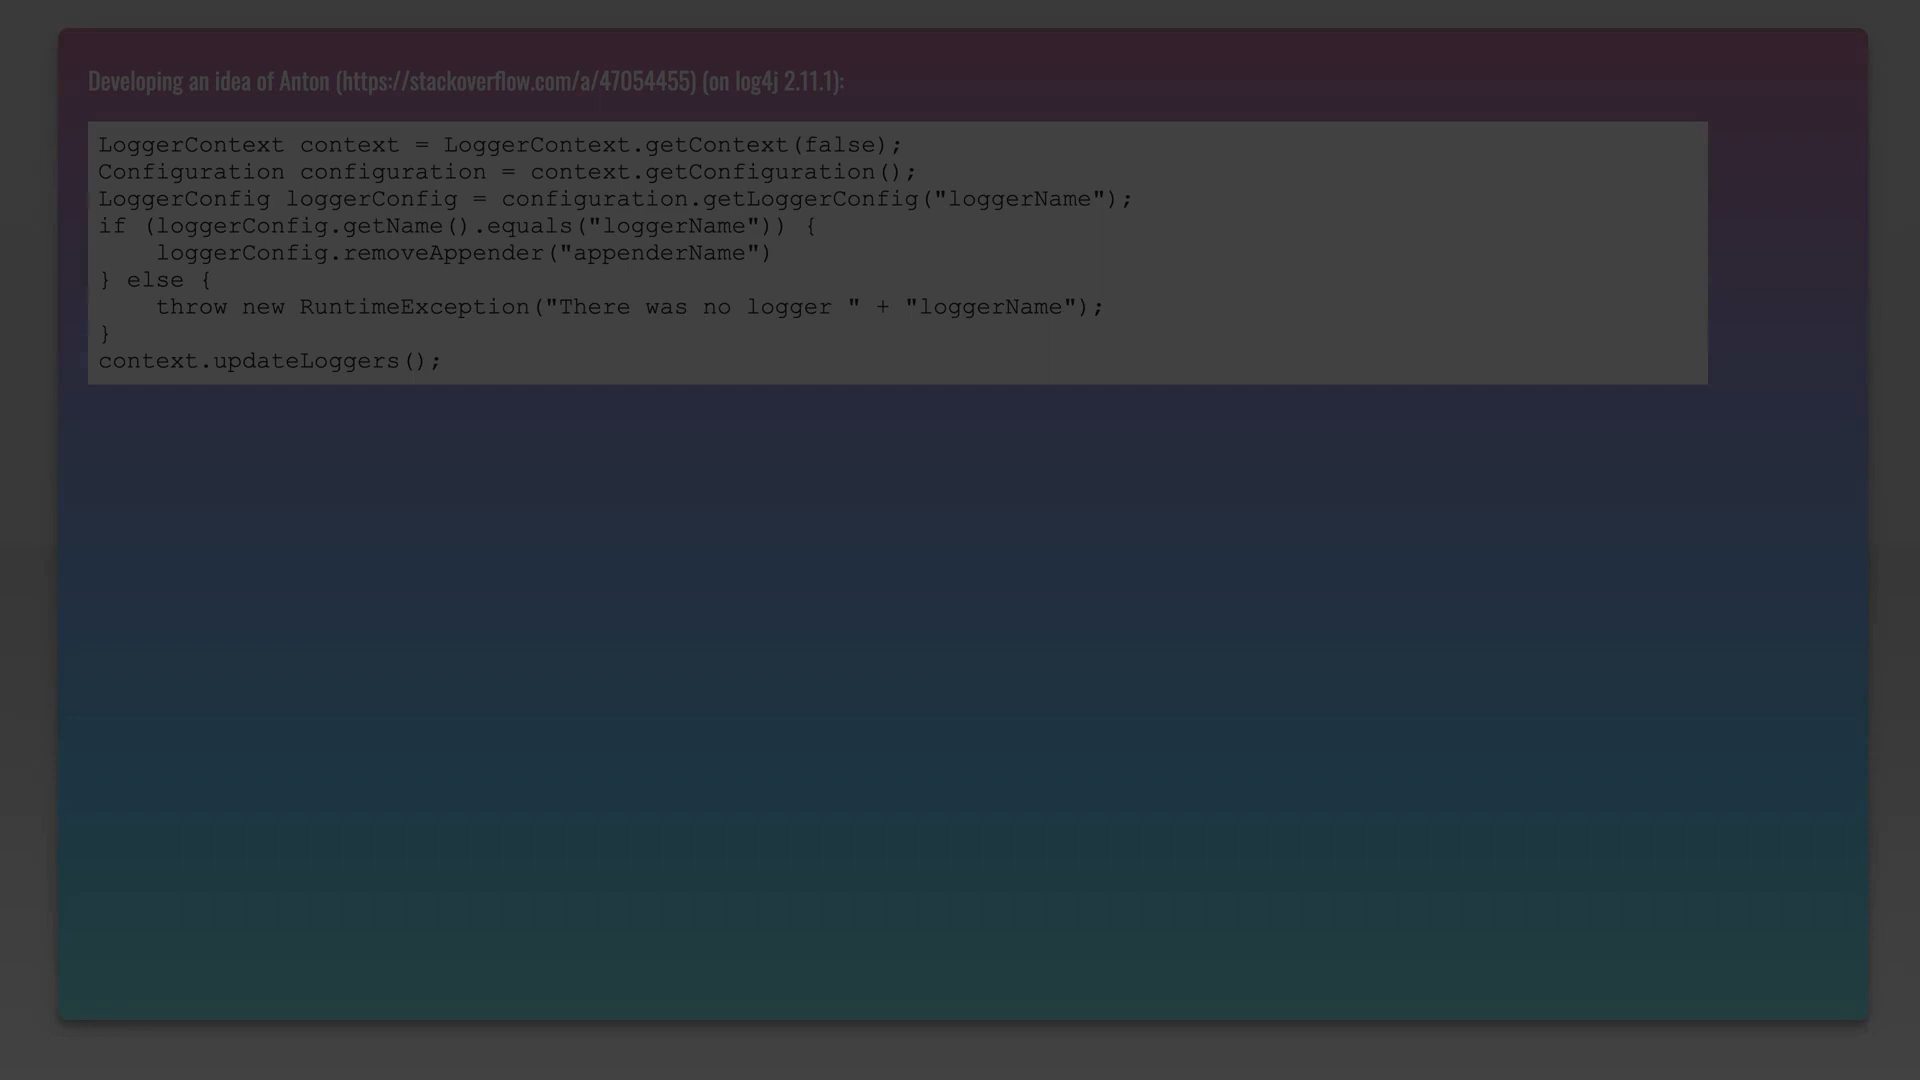 Developing an idea of Anton (https://stackoverflow.com/a/47054455) (on log4j 2.11.1):
LoggerContext context = LoggerContext.getContext(false);
Configuration configuration = context.getConfiguration();
LoggerConfig loggerConfig = configuration.getLoggerConfig("loggerName");
if (loggerConfig.getName().equals("loggerName")) {
    loggerConfig.removeAppender("appenderName")
} else {
    throw new RuntimeException("There was no logger " + "loggerName");
}
context.updateLoggers();